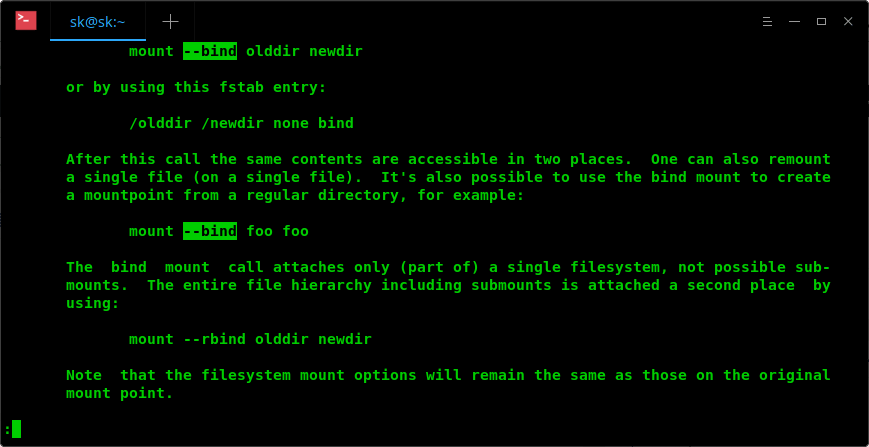 sk@sk:~
mount --bind olddir newdir
or by using this fstab entry:
/olddir /newdir none bind
After this call the same contents are accessible in two places.  One can also remount
a single file (on a single file).  It's also possible to use the bind mount to create
a mountpoint from a regular directory, for example:
mount --bind foo foo
The  bind  mount  call attaches only (part of) a single filesystem, not possible sub-
mounts.  The entire file hierarchy including submounts is attached a second place  by
using:
mount --rbind olddir newdir
Note  that the filesystem mount options will remain the same as those on the original
mount point.
: